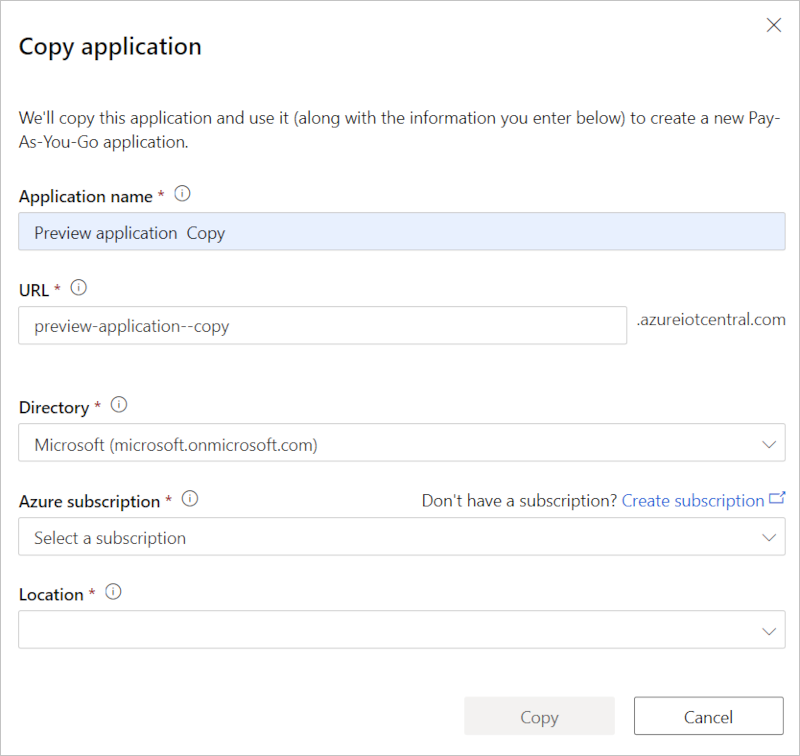 Copy application
We'll copy this application and use it (along with the information you enter below) to create a new Pay-
As-You-Go application.
Application name *
Preview application  Copy
URL *
preview-application--copy
.azureiotcentral.com
Directory *
Microsoft (microsoft.onmicrosoft.com)
Azure subscription *
Don't have a subscription? Create subscription
Select a subscription
Location *
Copy
Cancel